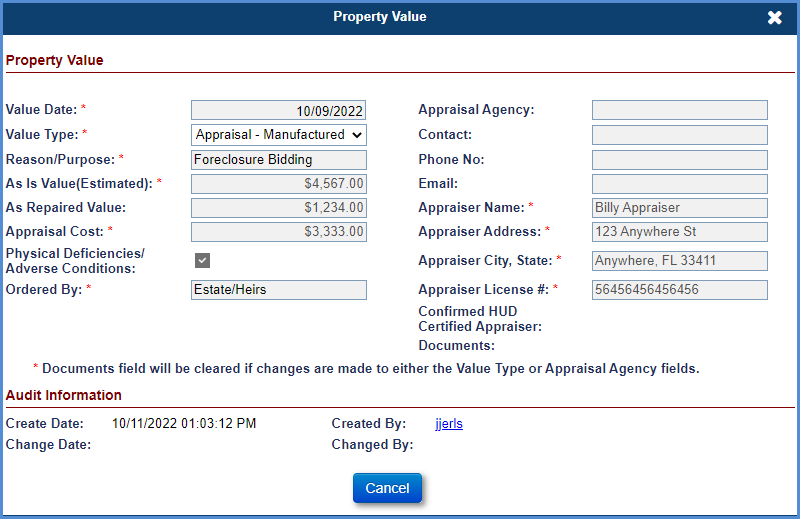 Property Value
Property Value
Value Date: * 10/09/2022 Appraisal Agency:
Value Type: * Appraisal - Manufactured Contact:
Reason/Purpose: * Foreclosure Bidding Phone No:
As Is Value(Estimated): * $4,567.00 Email:
As Repaired Value: $1,234.00 Appraiser Name: * Billy Appraiser
Appraisal Cost: * $3,333.00 Appraiser Address: * 123 Anywhere St
Physical Deficiencies/
Adverse Conditions: Appraiser City, State: * Anywhere, FL 33411
Ordered By: * Estate/Heirs Appraiser License #: * 56456456456456
Confirmed HUD
Certified Appraiser:
Documents:
* Documents field will be cleared if changes are made to either the Value Type or Appraisal Agency fields.
Audit Information
Create Date: 10/11/2022 01:03:12 PM Created By: jjerls
Change Date: Changed By:
Cancel